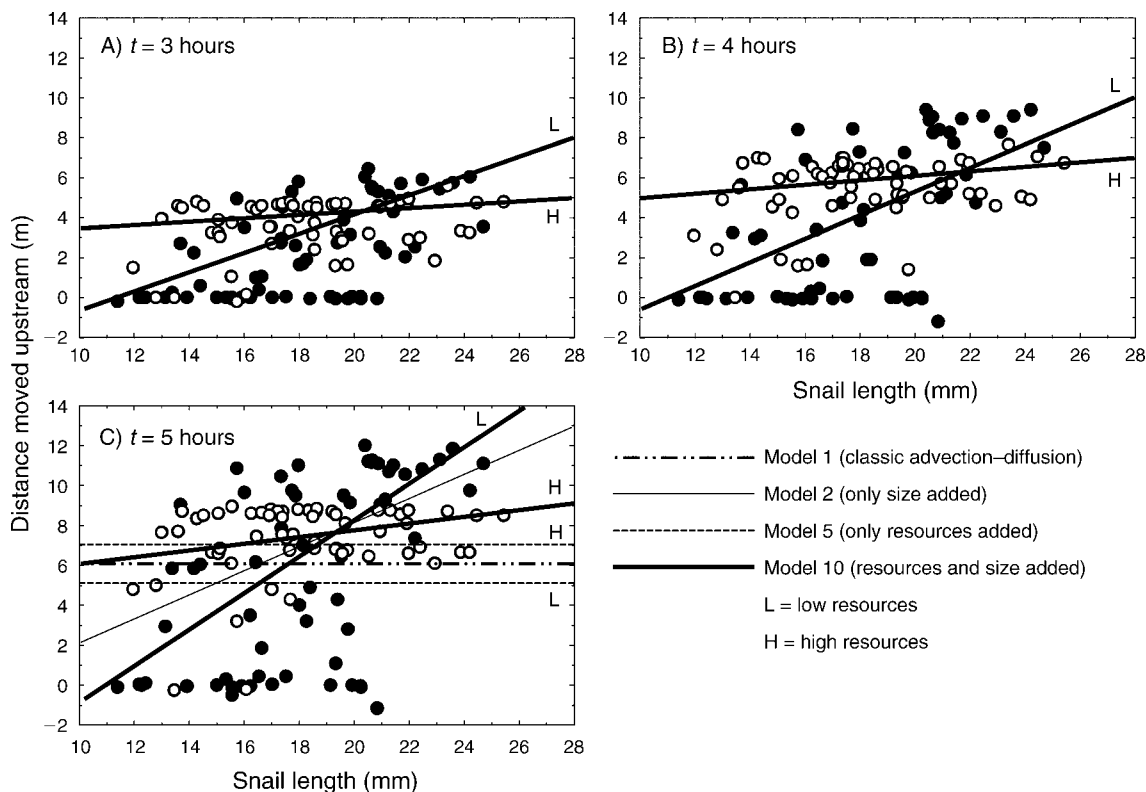 Distance moved upstream (m)
A) t = 3 hours
14
12
10
8
6
4
2
0
−2
L
H
10 12 14 16 18 20 22 24 26 28
B) t = 4 hours
14
12
10
8
6
4
2
0
−2
L
H
10 12 14 16 18 20 22 24 26 28
Snail length (mm)
C) t = 5 hours
14
12
10
8
6
4
2
0
−2
L
H
H
L
10 12 14 16 18 20 22 24 26 28
Snail length (mm)
Model 1 (classic advection–diffusion)
Model 2 (only size added)
Model 5 (only resources added)
Model 10 (resources and size added)
L = low resources
H = high resources